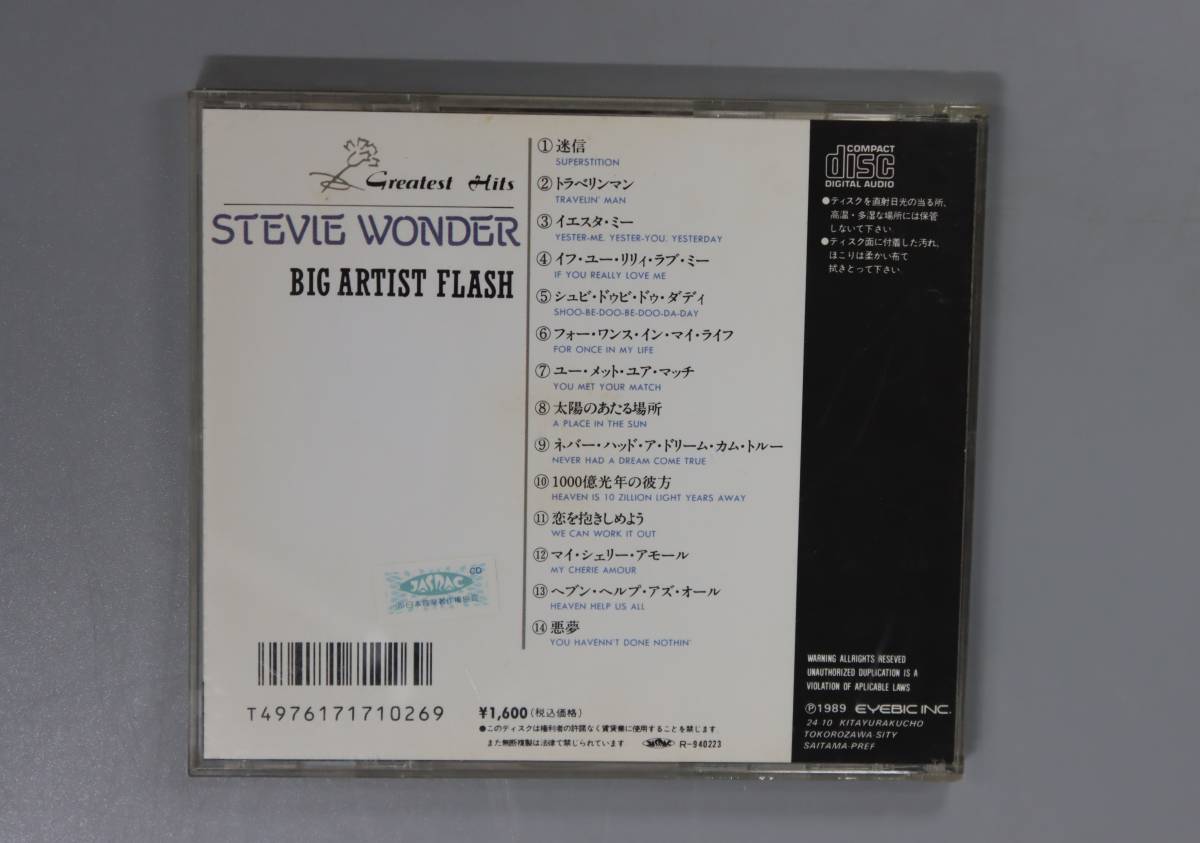 Greatest Hits
STEVIE WONDER
BIG ARTIST FLASH
①迷信
SUPERSTITION
②トラベリンマン
TRAVELIN' MAN
③イエスタ・ミー
YESTER-ME, YESTER-YOU, YESTERDAY
④イフ・ユー・リリィ・ラブ・ミー
IF YOU REALLY LOVE ME
⑤シュビ・ドゥビ・ドゥ・ダディ
SHOO-BE-DOO-BE-DOO-DA-DAY
⑥フォー・ワンス・イン・マイ・ライフ
FOR ONCE IN MY LIFE
⑦ユー・メット・ユア・マッチ
YOU MET YOUR MATCH
⑧太陽のあたる場所
A PLACE IN THE SUN
⑨ネバー・ハッド・ア・ドリーム・カム・トルー
NEVER HAD A DREAM COME TRUE
⑩1000億光年の彼方
HEAVEN IS 10 ZILLION LIGHT YEARS AWAY
⑪恋を抱きしめよう
WE CAN WORK IT OUT
⑫マイ・シェリー・アモール
MY CHERIE AMOUR
⑬ヘブン・ヘルプ・アズ・オール
HEAVEN HELP US ALL
⑭悪夢
YOU HAVENN'T DONE NOTHIN'
CD
JASRAC
T4976171710269
¥1,600(税込価格)
●このディスクは権利者の許諾なく賃貸業に使用することを禁じます.
また無断複製は法律で禁じられています
JASRAC R-940223
COMPACT
disc
DIGITAL AUDIO
●ディスクを直射日光の当る所、
高温・多湿な場所には保管
しないで下さい.
●ディスク面に付着した汚れ,
ほこりは柔かい布て
拭きとって下さい.
WARNING ALLRIGHTS RESEVED
UNAUTHORIZED DUPLICATION IS A
VIOLATION OF APLICABLE LAWS
Ⓟ1989 EYEBIC INC.
24 10 KITAYURAKUCHO
TOKOROZAWA SITY
SAITAMA-PREF